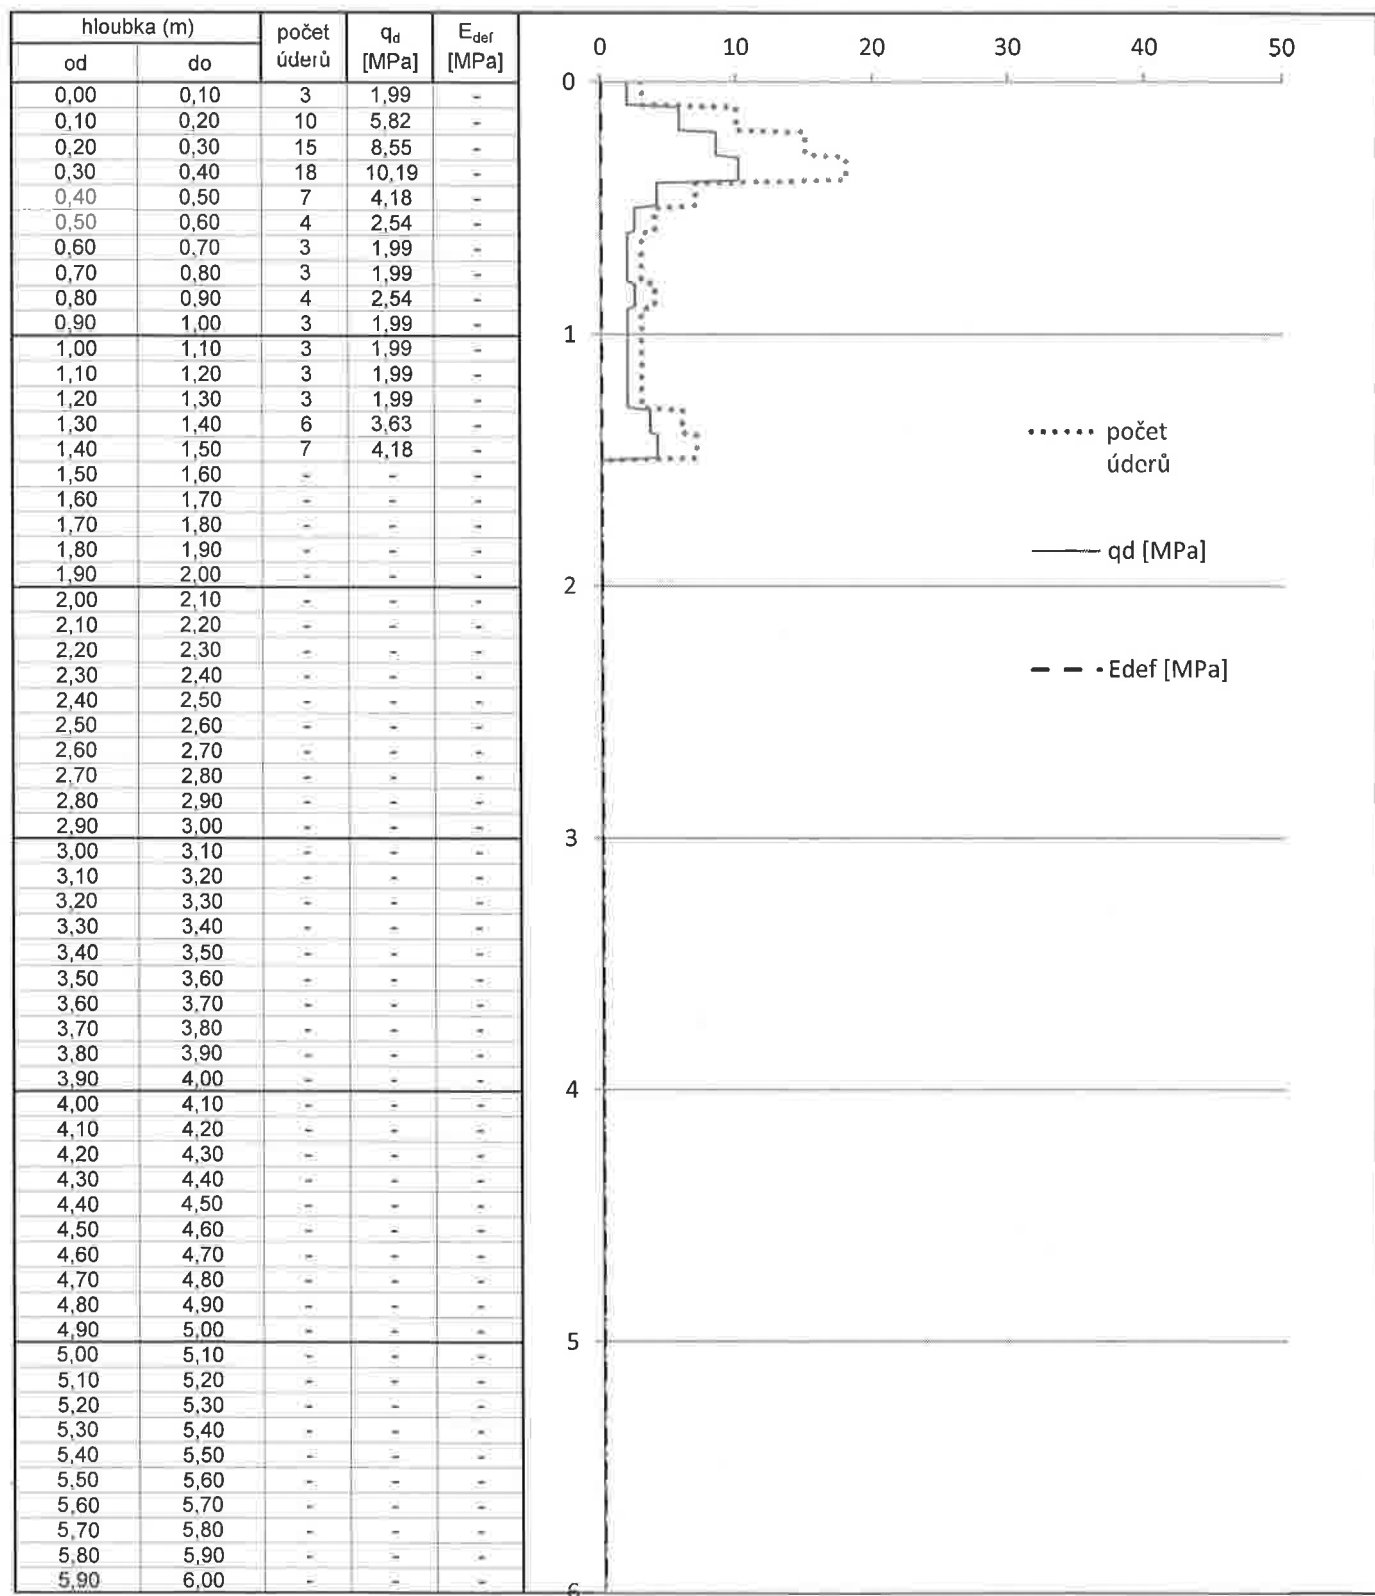 hloubka (m) počet úderů qd [MPa] Edef [MPa]
od do
0,00 0,10 3 1,99 -
0,10 0,20 10 5,82 -
0,20 0,30 15 8,55 -
0,30 0,40 18 10,19 -
0,40 0,50 7 4,18 -
0,50 0,60 4 2,54 -
0,60 0,70 3 1,99 -
0,70 0,80 3 1,99 -
0,80 0,90 4 2,54 -
0,90 1,00 3 1,99 -
1,00 1,10 3 1,99 -
1,10 1,20 3 1,99 -
1,20 1,30 3 1,99 -
1,30 1,40 6 3,63 -
1,40 1,50 7 4,18 -
1,50 1,60 - - -
1,60 1,70 - - -
1,70 1,80 - - -
1,80 1,90 - - -
1,90 2,00 - - -
2,00 2,10 - - -
2,10 2,20 - - -
2,20 2,30 - - -
2,30 2,40 - - -
2,40 2,50 - - -
2,50 2,60 - - -
2,60 2,70 - - -
2,70 2,80 - - -
2,80 2,90 - - -
2,90 3,00 - - -
3,00 3,10 - - -
3,10 3,20 - - -
3,20 3,30 - - -
3,30 3,40 - - -
3,40 3,50 - - -
3,50 3,60 - - -
3,60 3,70 - - -
3,70 3,80 - - -
3,80 3,90 - - -
3,90 4,00 - - -
4,00 4,10 - - -
4,10 4,20 - - -
4,20 4,30 - - -
4,30 4,40 - - -
4,40 4,50 - - -
4,50 4,60 - - -
4,60 4,70 - - -
4,70 4,80 - - -
4,80 4,90 - - -
4,90 5,00 - - -
5,00 5,10 - - -
5,10 5,20 - - -
5,20 5,30 - - -
5,30 5,40 - - -
5,40 5,50 - - -
5,50 5,60 - - -
5,60 5,70 - - -
5,70 5,80 - - -
5,80 5,90 - - -
5,90 6,00 - - -
0 10 20 30 40 50
0
1
2
3
4
5
6
počet
úderů
qd [MPa]
Edef [MPa]